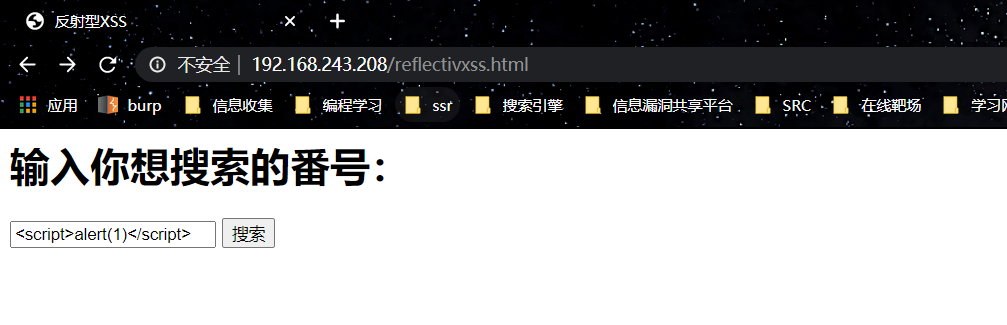 反射型XSS
不安全 | 192.168.243.208/reflectivxss.html
应用 burp 信息收集 编程学习 ssr 搜索引擎 信息漏洞共享平台 SRC 在线靶场 学习网
输入你想搜索的番号：
<script>alert(1)</script> 搜索